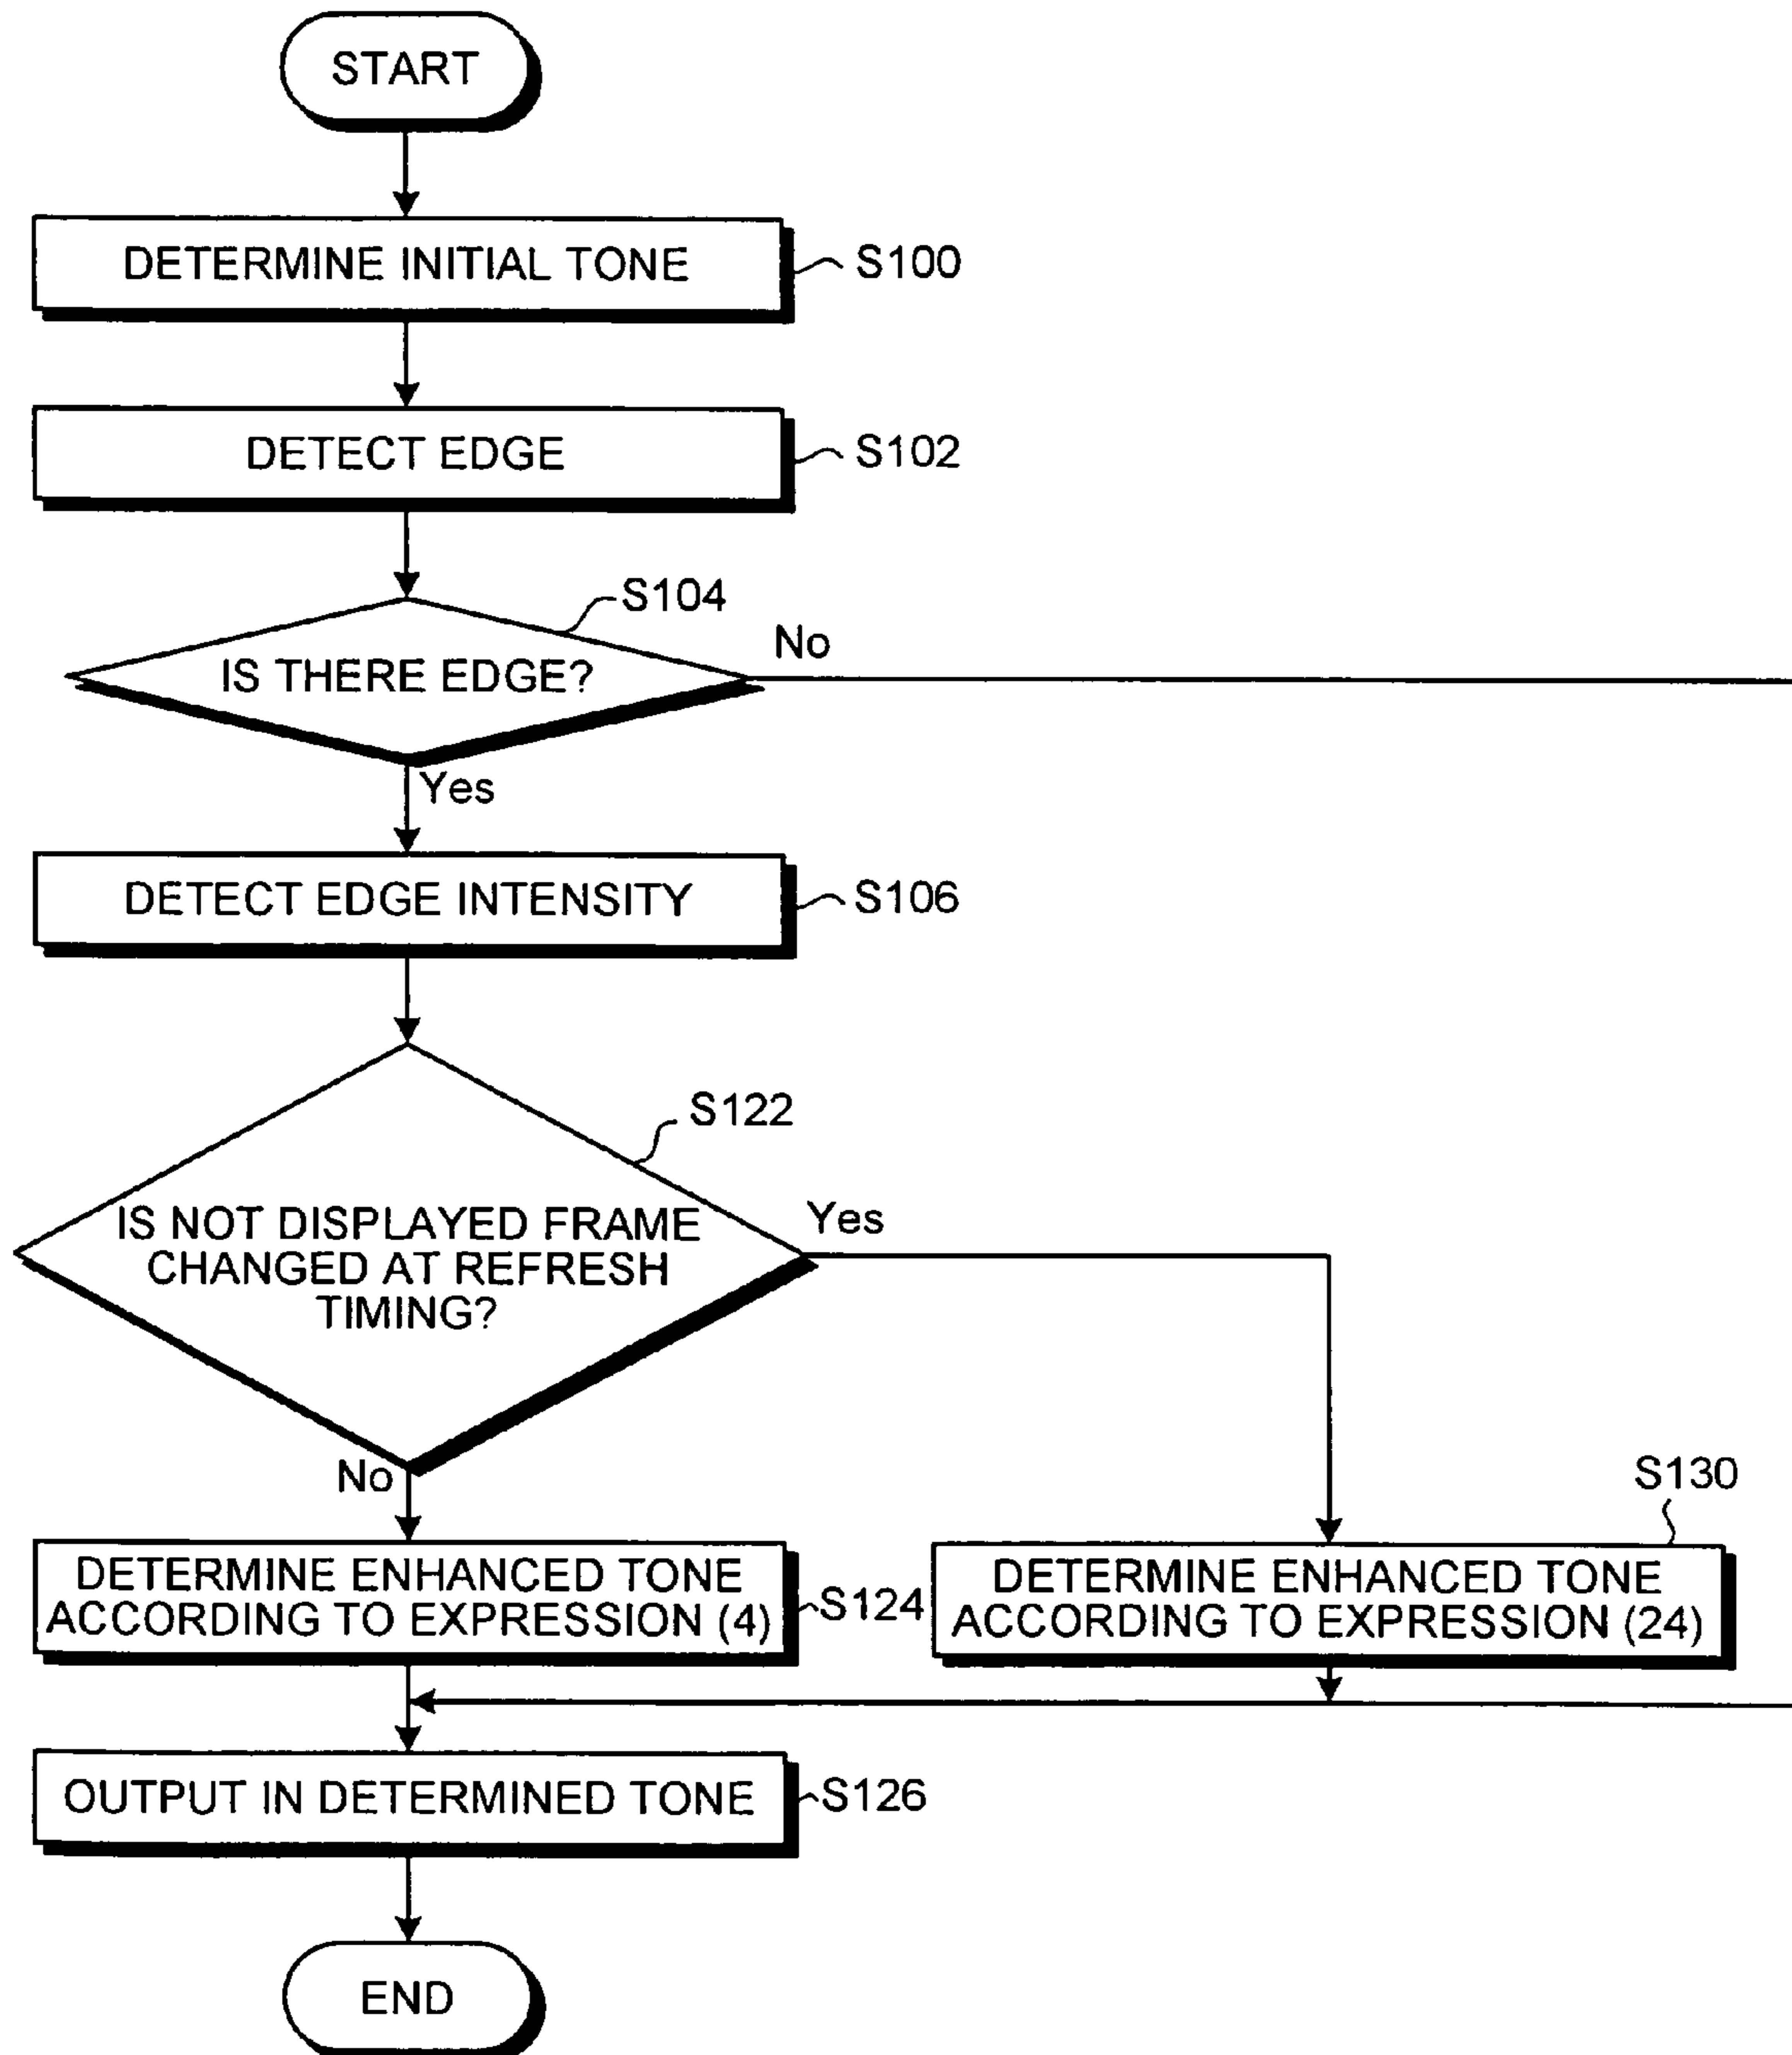 START
DETERMINE INITIAL TONE
S100
DETECT EDGE
S102
S104
IS THERE EDGE?
No
Yes
DETECT EDGE INTENSITY
S106
S122
IS NOT DISPLAYED FRAME
CHANGED AT REFRESH
TIMING?
Yes
No
S130
DETERMINE ENHANCED TONE
ACCORDING TO EXPRESSION (4)
S124
DETERMINE ENHANCED TONE
ACCORDING TO EXPRESSION (24)
OUTPUT IN DETERMINED TONE
S126
END